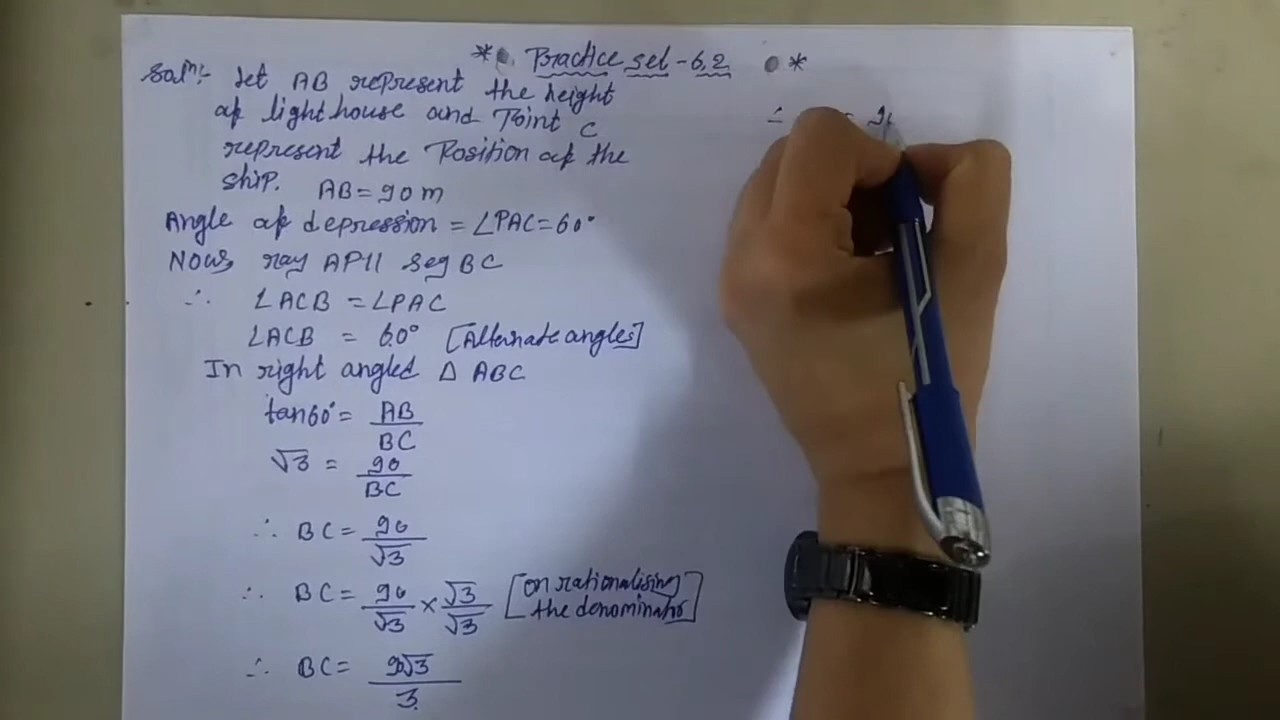 * Practice set - 6.2 *
Soln:- Let AB represent the height
of lighthouse and Point C
represent the Position of the
ship. AB = 90 m
Angle of depression = ∠PAC = 60°
Now, ray AP || seg BC
∴ ∠ACB = ∠PAC
∠ACB = 60° [Alternate angles]
In right angled Δ ABC
tan60° = AB/BC
√3 = 90/BC
∴ BC = 90/√3
∴ BC = 90/√3 × √3/√3 [on rationalising
the denominator]
∴ BC = 90√3/3